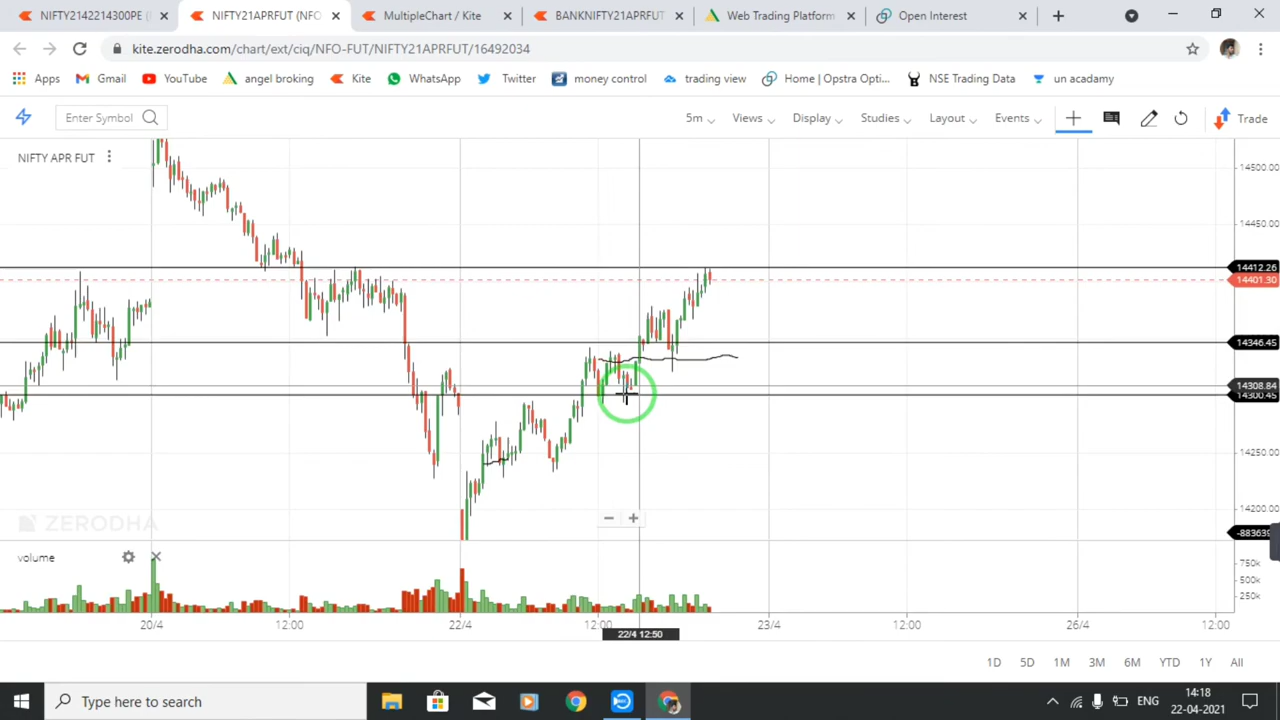 NIFTY2142214300PE (
NIFTY21APRFUT (NFO
MultipleChart / Kite
BANKNIFTY21APRFUT
Web Trading Platform
Open Interest
kite.zerodha.com/chart/ext/ciq/NFO-FUT/NIFTY21APRFUT/16492034
Apps
Gmail
YouTube
angel broking
Kite
WhatsApp
Twitter
money control
trading view
Home | Opstra Opti...
NSE Trading Data
un acadamy
Enter Symbol
5m
Views
Display
Studies
Layout
Events
Trade
NIFTY APR FUT
14500.00
14450.00
14412.26
14401.30
14346.45
14308.84
14300.45
14250.00
14200.00
-883639
ZERODHA
volume
750k
500k
250k
20/4
12:00
22/4
12:00
23/4
12:00
26/4
12:00
22/4 12:50
1D
5D
1M
3M
6M
YTD
1Y
All
Type here to search
ENG
14:18
22-04-2021